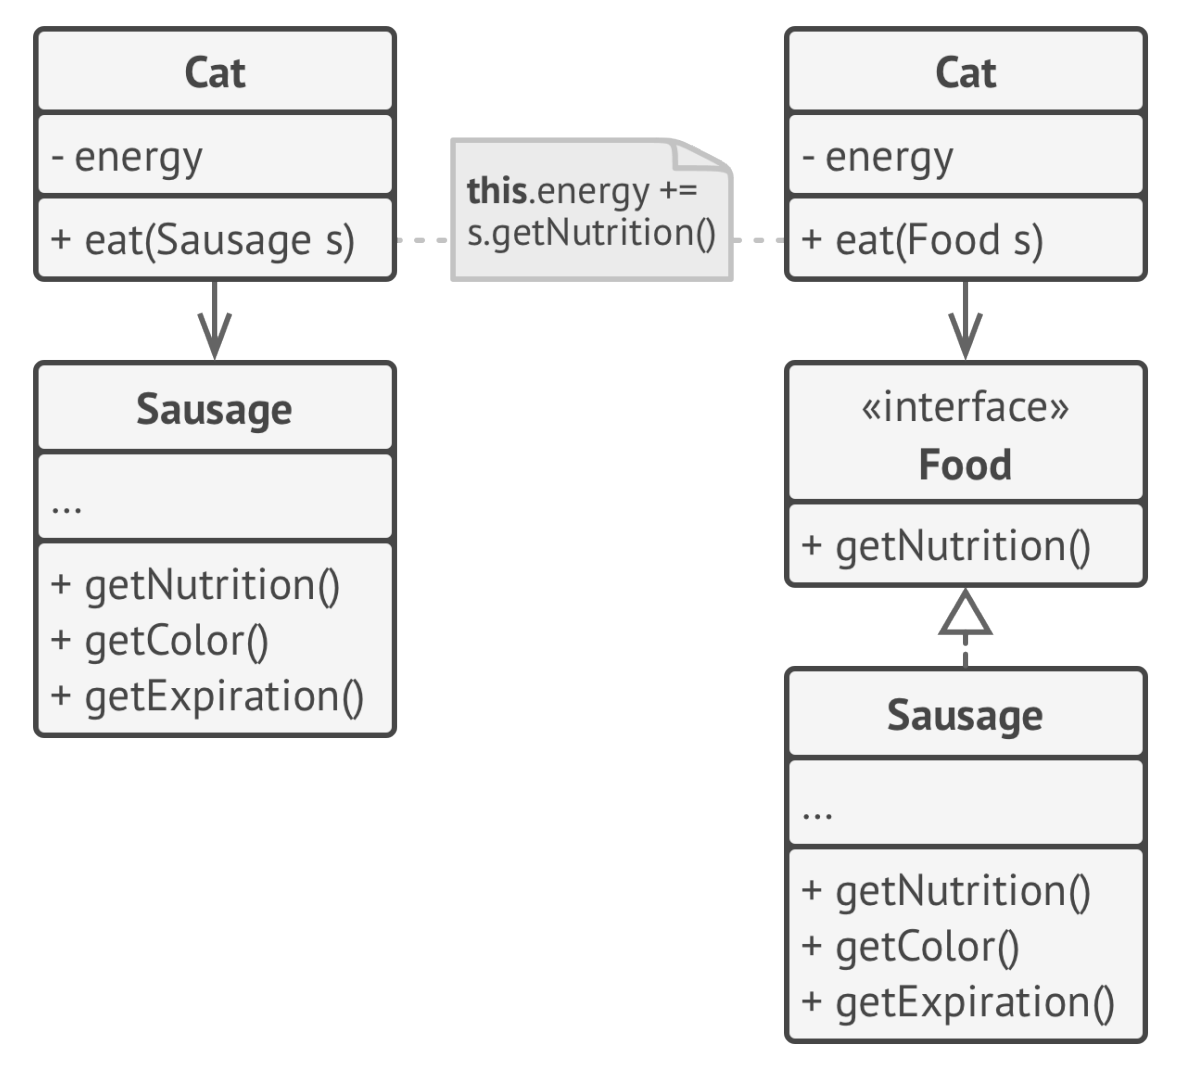 Cat
- energy
+ eat(Sausage s)
this.energy +=
s.getNutrition()
Cat
- energy
+ eat(Food s)
Sausage
...
+ getNutrition()
+ getColor()
+ getExpiration()
«interface»
Food
+ getNutrition()
Sausage
...
+ getNutrition()
+ getColor()
+ getExpiration()